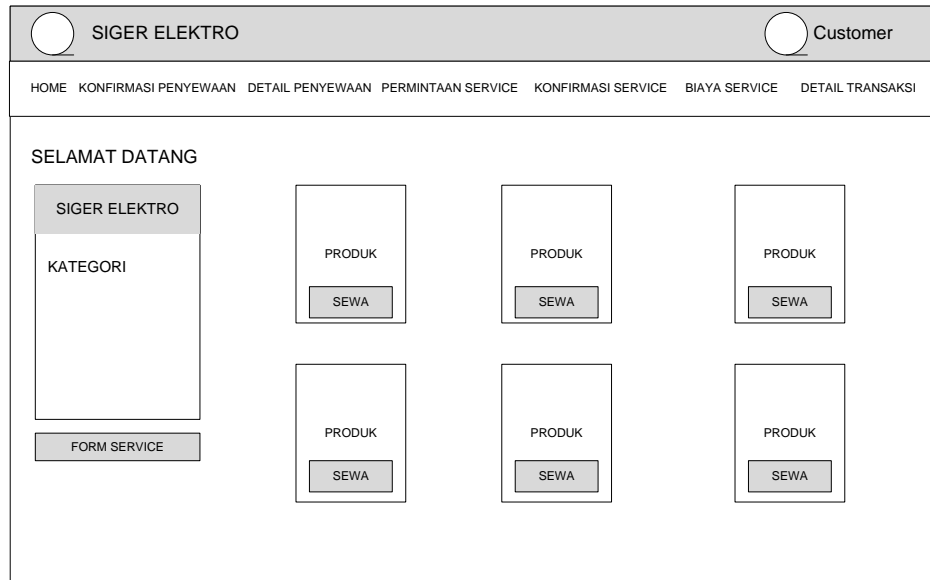 SIGER ELEKTRO
Customer
HOME KONFIRMASI PENYEWAAN DETAIL PENYEWAAN PERMINTAAN SERVICE KONFIRMASI SERVICE BIAYA SERVICE DETAIL TRANSAKSI
SELAMAT DATANG
SIGER ELEKTRO
KATEGORI
FORM SERVICE
PRODUK
SEWA
PRODUK
SEWA
PRODUK
SEWA
PRODUK
SEWA
PRODUK
SEWA
PRODUK
SEWA